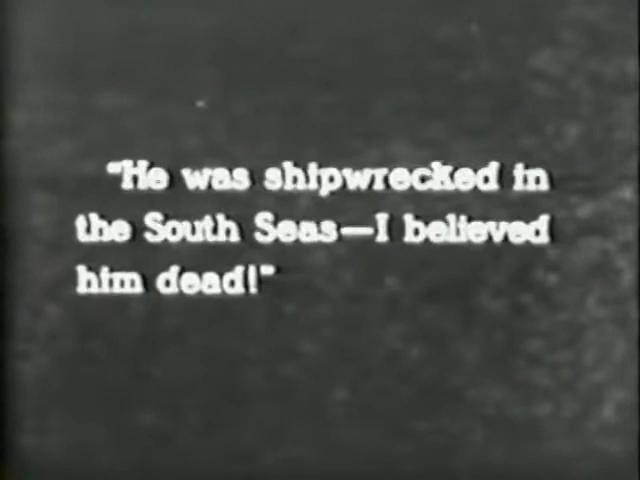 "He was shipwrecked in
the South Seas—I believed
him dead!"